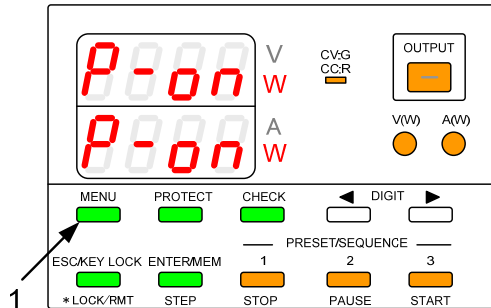 P-on V
W
CV:G
CC:R
OUTPUT
P-on A
W
V(W) A(W)
MENU PROTECT CHECK ◄ DIGIT ►
PRESET/SEQUENCE
ESC/KEY LOCK ENTER/MEM 1 2 3
*LOCK/RMT STEP STOP PAUSE START
1